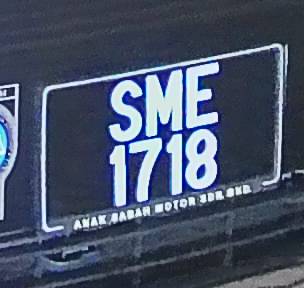 SME
1718
ANAK SABAH MOTOR SDN. BHD.